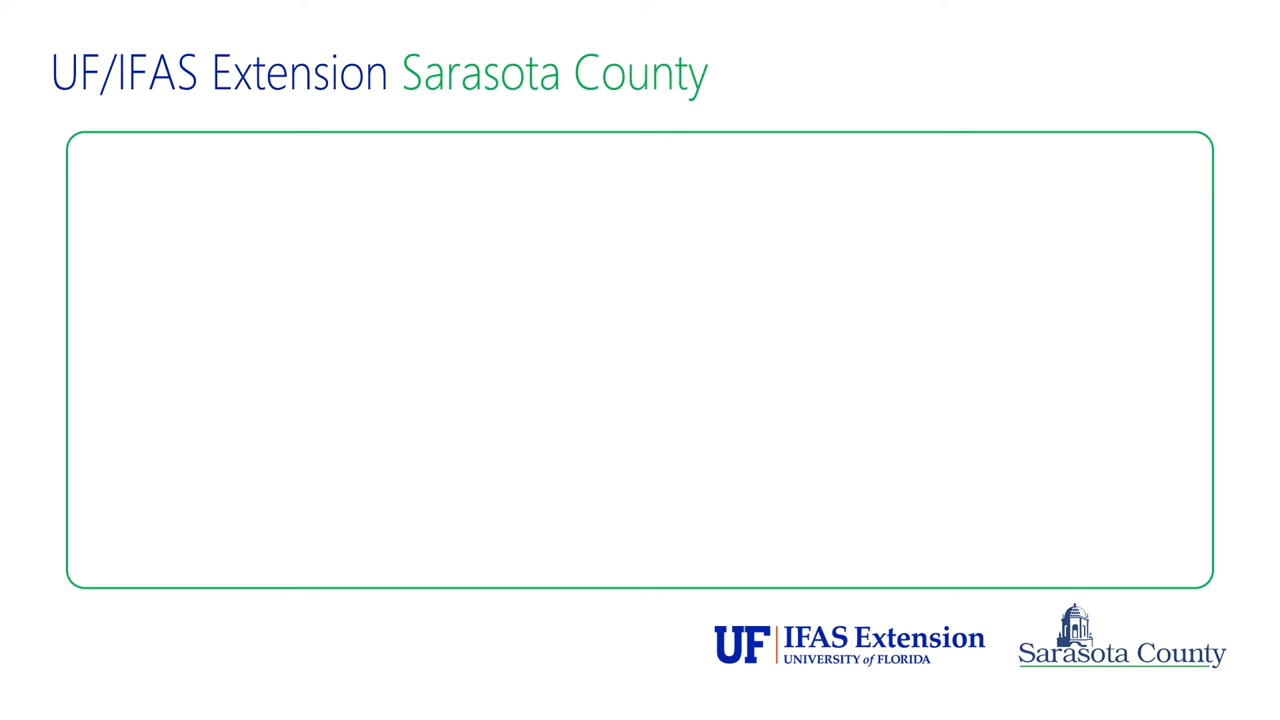 UF/IFAS Extension Sarasota County
UF | IFAS Extension
UNIVERSITY of FLORIDA
Sarasota County